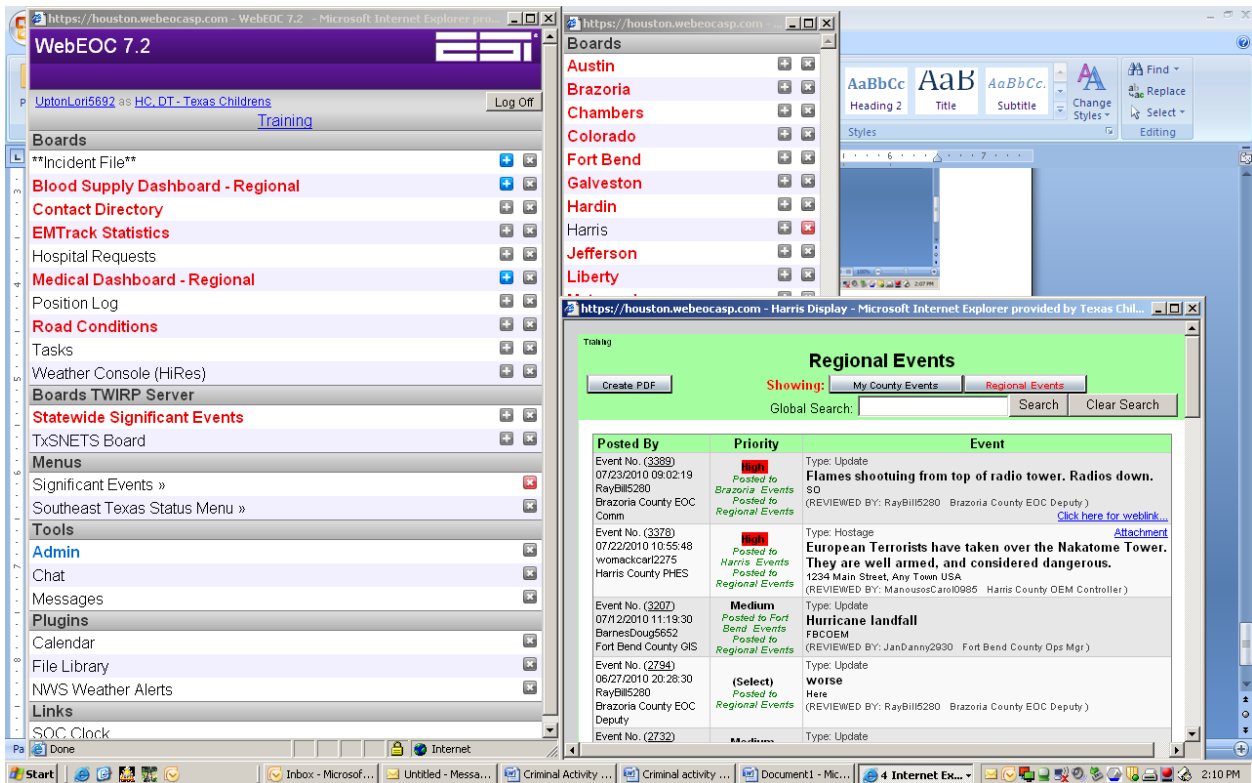 https://houston.webeocasp.com - WebEOC 7.2 - Microsoft Internet Explorer pro...
WebEOC 7.2
ESi
UptonLori5692 as HC, DT - Texas Childrens
Log Off
Training
Boards
**Incident File**
Blood Supply Dashboard - Regional
Contact Directory
EMTrack Statistics
Hospital Requests
Medical Dashboard - Regional
Position Log
Road Conditions
Tasks
Weather Console (HiRes)
Boards TWIRP Server
Statewide Significant Events
TxSNETS Board
Menus
Significant Events »
Southeast Texas Status Menu »
Tools
Admin
Chat
Messages
Plugins
Calendar
File Library
NWS Weather Alerts
Links
SOC Clock
Done
Internet
https://houston.webeocasp.com - ...
Boards
Austin
Brazoria
Chambers
Colorado
Fort Bend
Galveston
Hardin
Harris
Jefferson
Liberty
AaBbCc AaB AaBbCc.
Heading 2 Title Subtitle
Change
Styles
Find
Replace
Select
Styles
Editing
6 7
100%
2:07 PM
https://houston.webeocasp.com - Harris Display - Microsoft Internet Explorer provided by Texas Chil...
Training
Regional Events
Create PDF
Showing: My County Events Regional Events
Global Search: Search Clear Search
Posted By Priority Event
Event No. (3389)
07/23/2010 09:02:19
RayBill5280
Brazoria County EOC
Comm
High
Posted to
Brazoria Events
Posted to
Regional Events
Type: Update
Flames shootuing from top of radio tower. Radios down.
SO
(REVIEWED BY: RayBill5280 Brazoria County EOC Deputy )
Click here for weblink...
Event No. (3378)
07/22/2010 10:55:48
womackcarl2275
Harris County PHES
High
Posted to
Harris Events
Posted to
Regional Events
Type: Hostage
Attachment
European Terrorists have taken over the Nakatome Tower.
They are well armed, and considered dangerous.
1234 Main Street, Any Town USA
(REVIEWED BY: ManousosCarol0985 Harris County OEM Controller )
Event No. (3207)
07/12/2010 11:19:30
BarnesDoug5652
Fort Bend County GIS
Medium
Posted to Fort
Bend Events
Posted to
Regional Events
Type: Update
Hurricane landfall
FBCOEM
(REVIEWED BY: JanDanny2930 Fort Bend County Ops Mgr )
Event No. (2794)
06/27/2010 20:28:30
RayBill5280
Brazoria County EOC
Deputy
(Select)
Posted to
Regional Events
Type: Update
worse
Here
(REVIEWED BY: RayBill5280 Brazoria County EOC Deputy )
Event No. (2732)
Medium
Type: Update
Pa
Start
Inbox - Microsof...
Untitled - Messa...
Criminal Activity ...
Criminal activity ...
Document1 - Mic...
4 Internet Ex...
2:10 PM